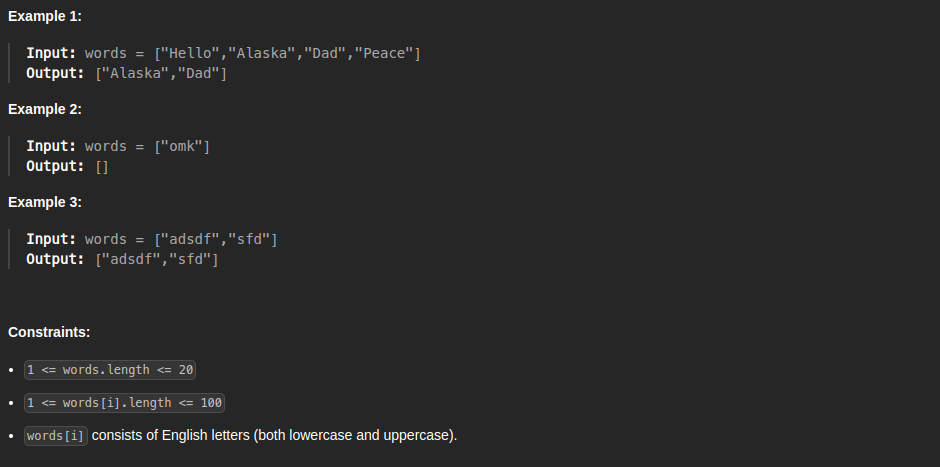 Example 1:
Input: words = ["Hello","Alaska","Dad","Peace"]
Output: ["Alaska","Dad"]
Example 2:
Input: words = ["omk"]
Output: []
Example 3:
Input: words = ["adsdf","sfd"]
Output: ["adsdf","sfd"]
Constraints:
• 1 <= words.length <= 20
• 1 <= words[i].length <= 100
• words[i] consists of English letters (both lowercase and uppercase).